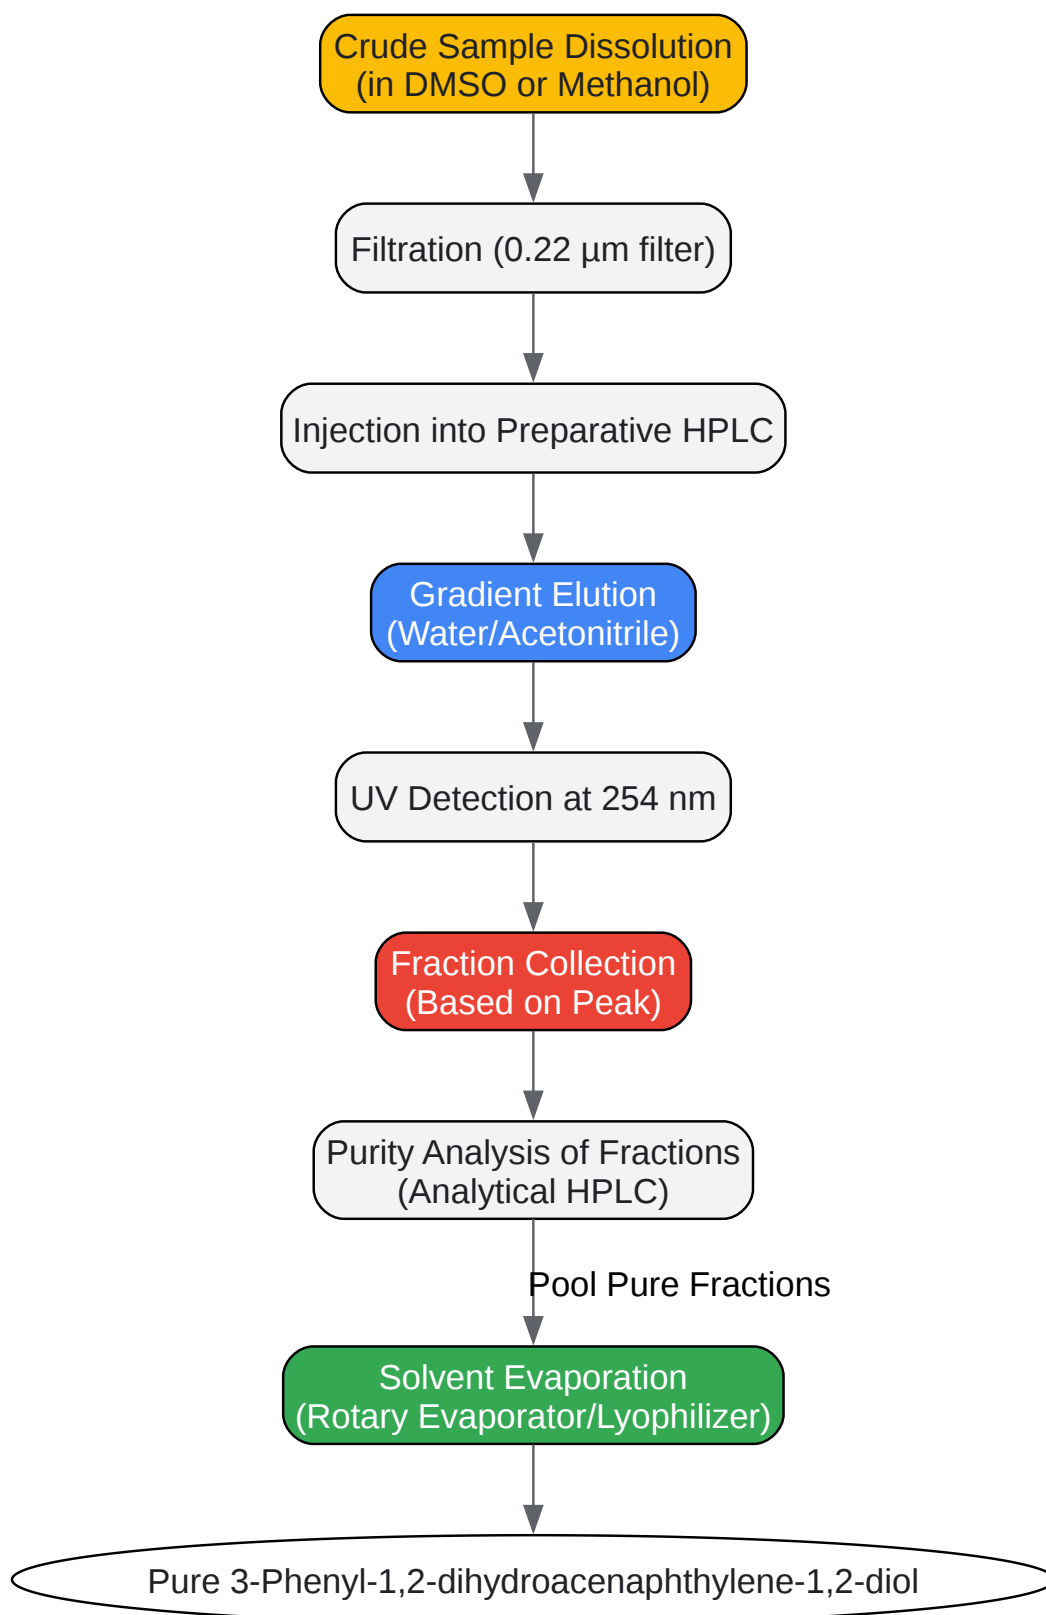 Crude Sample Dissolution
(in DMSO or Methanol)
Filtration (0.22 µm filter)
Injection into Preparative HPLC
Gradient Elution
(Water/Acetonitrile)
UV Detection at 254 nm
Fraction Collection
(Based on Peak)
Purity Analysis of Fractions
(Analytical HPLC)
Pool Pure Fractions
Solvent Evaporation
(Rotary Evaporator/Lyophilizer)
Pure 3-Phenyl-1,2-dihydroacenaphthylene-1,2-diol